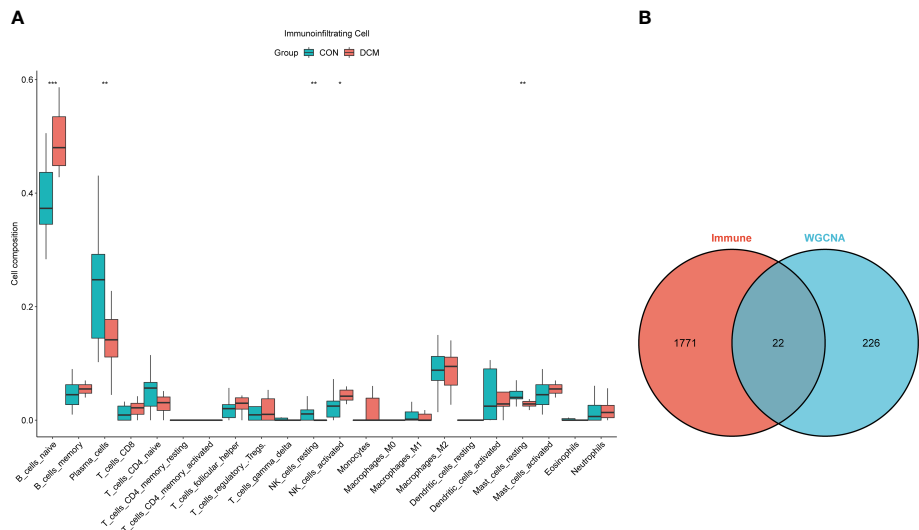 A
B
Immunoinfiltrating Cell
Group CON DCM
*** ** ** * **
0.6
0.4
0.2
0.0
Cell composition
B_cells_naive
B_cells_memory
Plasma_cells
T_cells_CD8
T_cells_CD4_naive
T_cells_CD4_memory_resting
T_cells_CD4_memory_activated
T_cells_follicular_helper
T_cells_regulatory_.Tregs.
T_cells_gamma_delta
NK_cells_resting
NK_cells_activated
Monocytes
Macrophages_M0
Macrophages_M1
Macrophages_M2
Dendritic_cells_resting
Dendritic_cells_activated
Mast_cells_resting
Mast_cells_activated
Eosinophils
Neutrophils
Immune WGCNA
1771 22 226